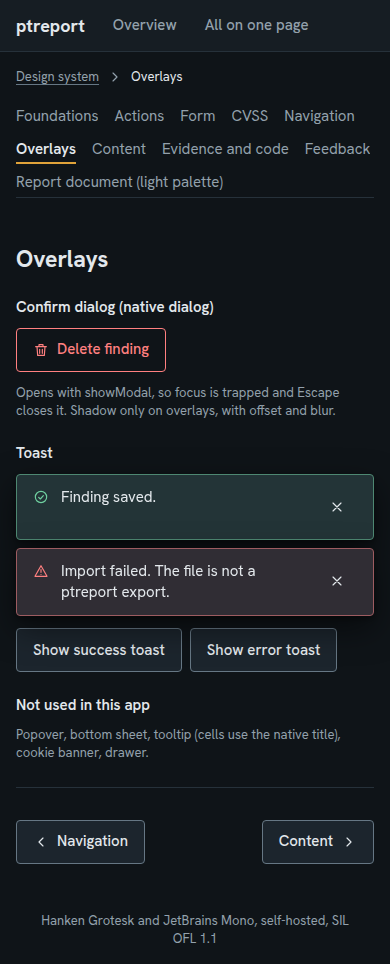 ptreport Overview All on one page
Design system Overlays
Foundations Actions Form CVSS Navigation
Overlays Content Evidence and code Feedback
Report document (light palette)
Overlays
Confirm dialog (native dialog)
Delete finding
Opens with showModal, so focus is trapped and Escape
closes it. Shadow only on overlays, with offset and blur.
Toast
Finding saved.
Import failed. The file is not a
ptreport export.
Show success toast Show error toast
Not used in this app
Popover, bottom sheet, tooltip (cells use the native title),
cookie banner, drawer.
Navigation Content
Hanken Grotesk and JetBrains Mono, self-hosted, SIL
OFL 1.1